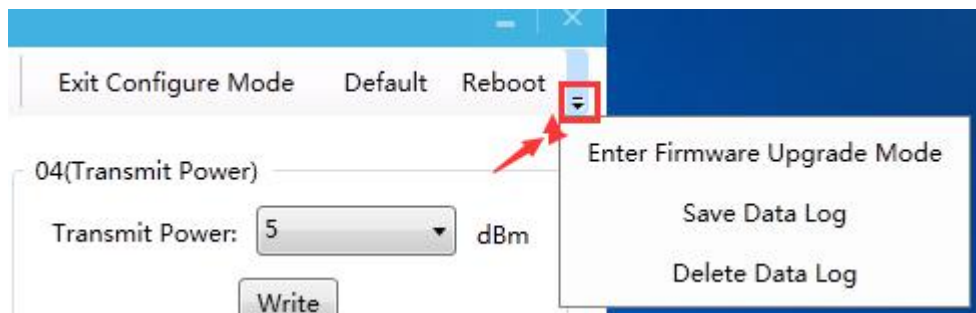 Exit Configure Mode Default Reboot
Enter Firmware Upgrade Mode
Save Data Log
Delete Data Log
04(Transmit Power)
Transmit Power: 5 dBm
Write